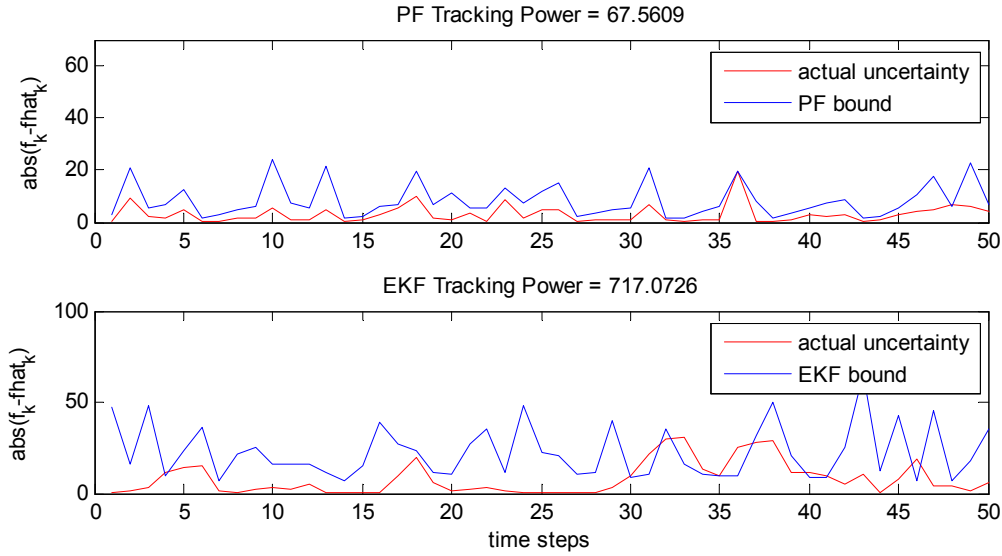 PF Tracking Power = 67.5609
abs(f_k-fhat_k)
60
40
20
0
actual uncertainty
PF bound
0 5 10 15 20 25 30 35 40 45 50
EKF Tracking Power = 717.0726
abs(f_k-fhat_k)
100
50
0
actual uncertainty
EKF bound
0 5 10 15 20 25 30 35 40 45 50
time steps